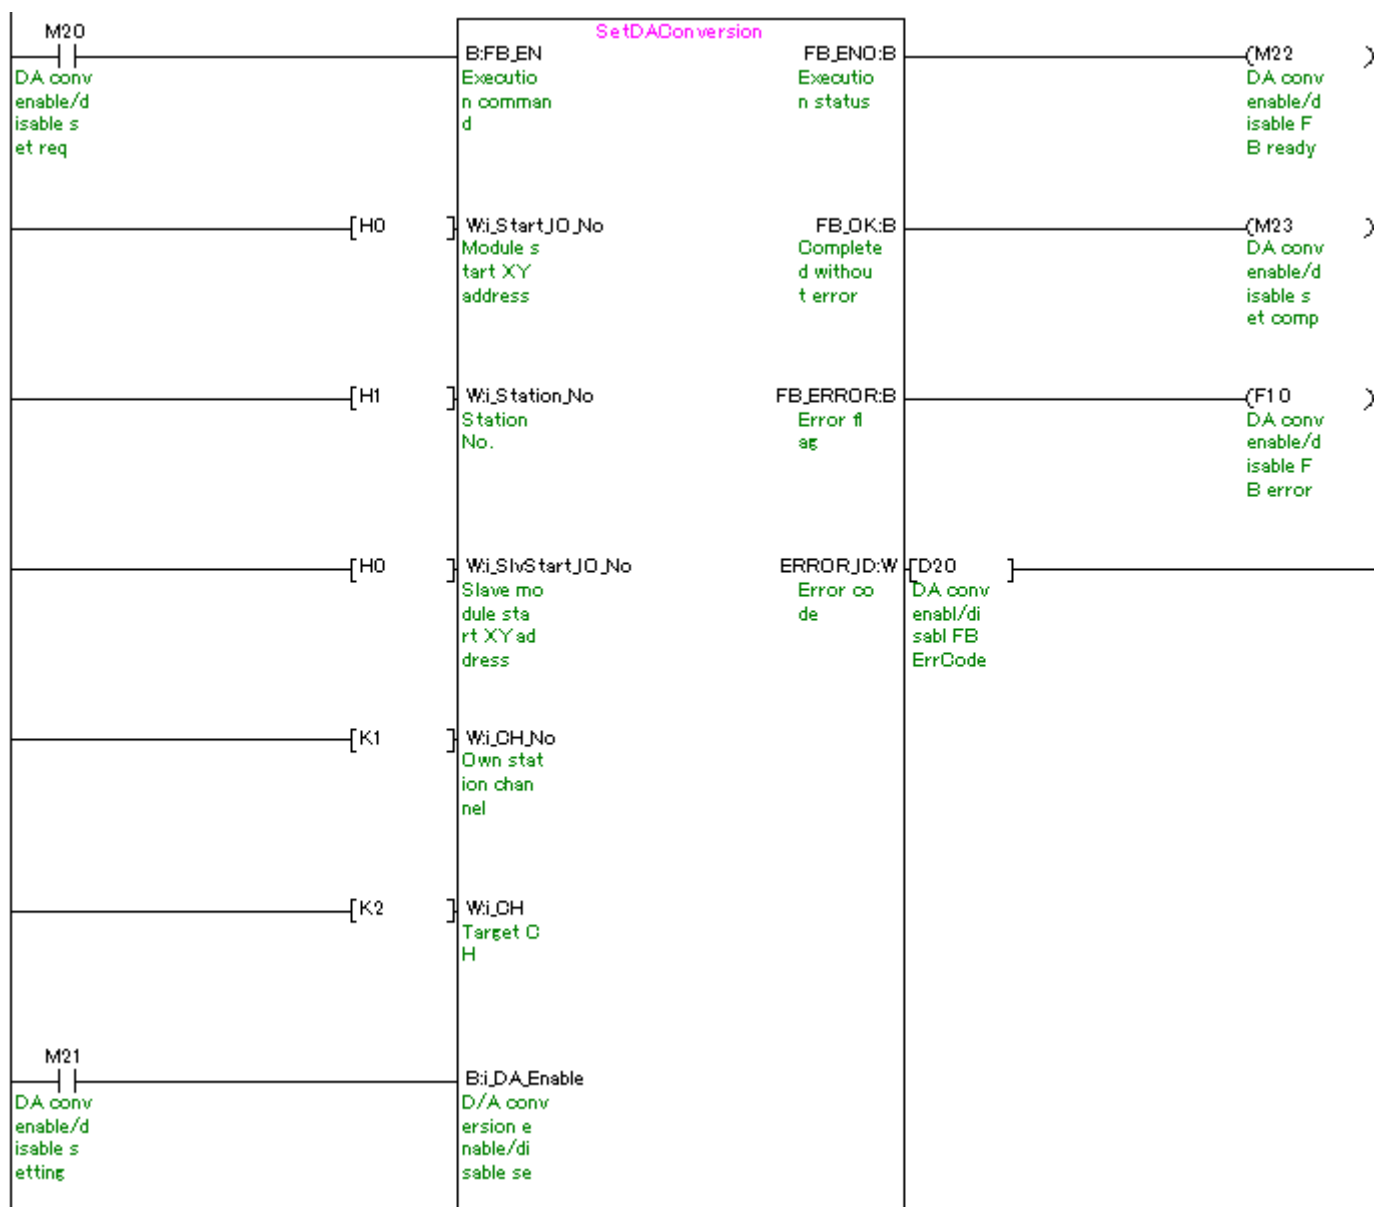 SetDAConversion
M20
B:FB_EN
FB_ENO:B
(M22 )
DA conv
enable/d
isable s
et req
Executio
n comman
d
Executio
n status
DA conv
enable/d
isable F
B ready
[H0 ]
W:i_Start_IO_No
FB_OK:B
(M23 )
Module s
tart XY
address
Complete
d withou
t error
DA conv
enable/d
isable s
et comp
[H1 ]
W:i_Station_No
FB_ERROR:B
(F10 )
Station
No.
Error fl
ag
DA conv
enable/d
isable F
B error
[H0 ]
W:i_SlvStart_IO_No
ERROR_ID:W
[D20 ]
Slave mo
dule sta
rt XY ad
dress
Error co
de
DA conv
enabl/di
sabl FB
ErrCode
[K1 ]
W:i_CH_No
Own stat
ion chan
nel
[K2 ]
W:i_CH
Target C
H
M21
B:i_DA_Enable
DA conv
enable/d
isable s
etting
D/A conv
ersion e
nable/di
sable se